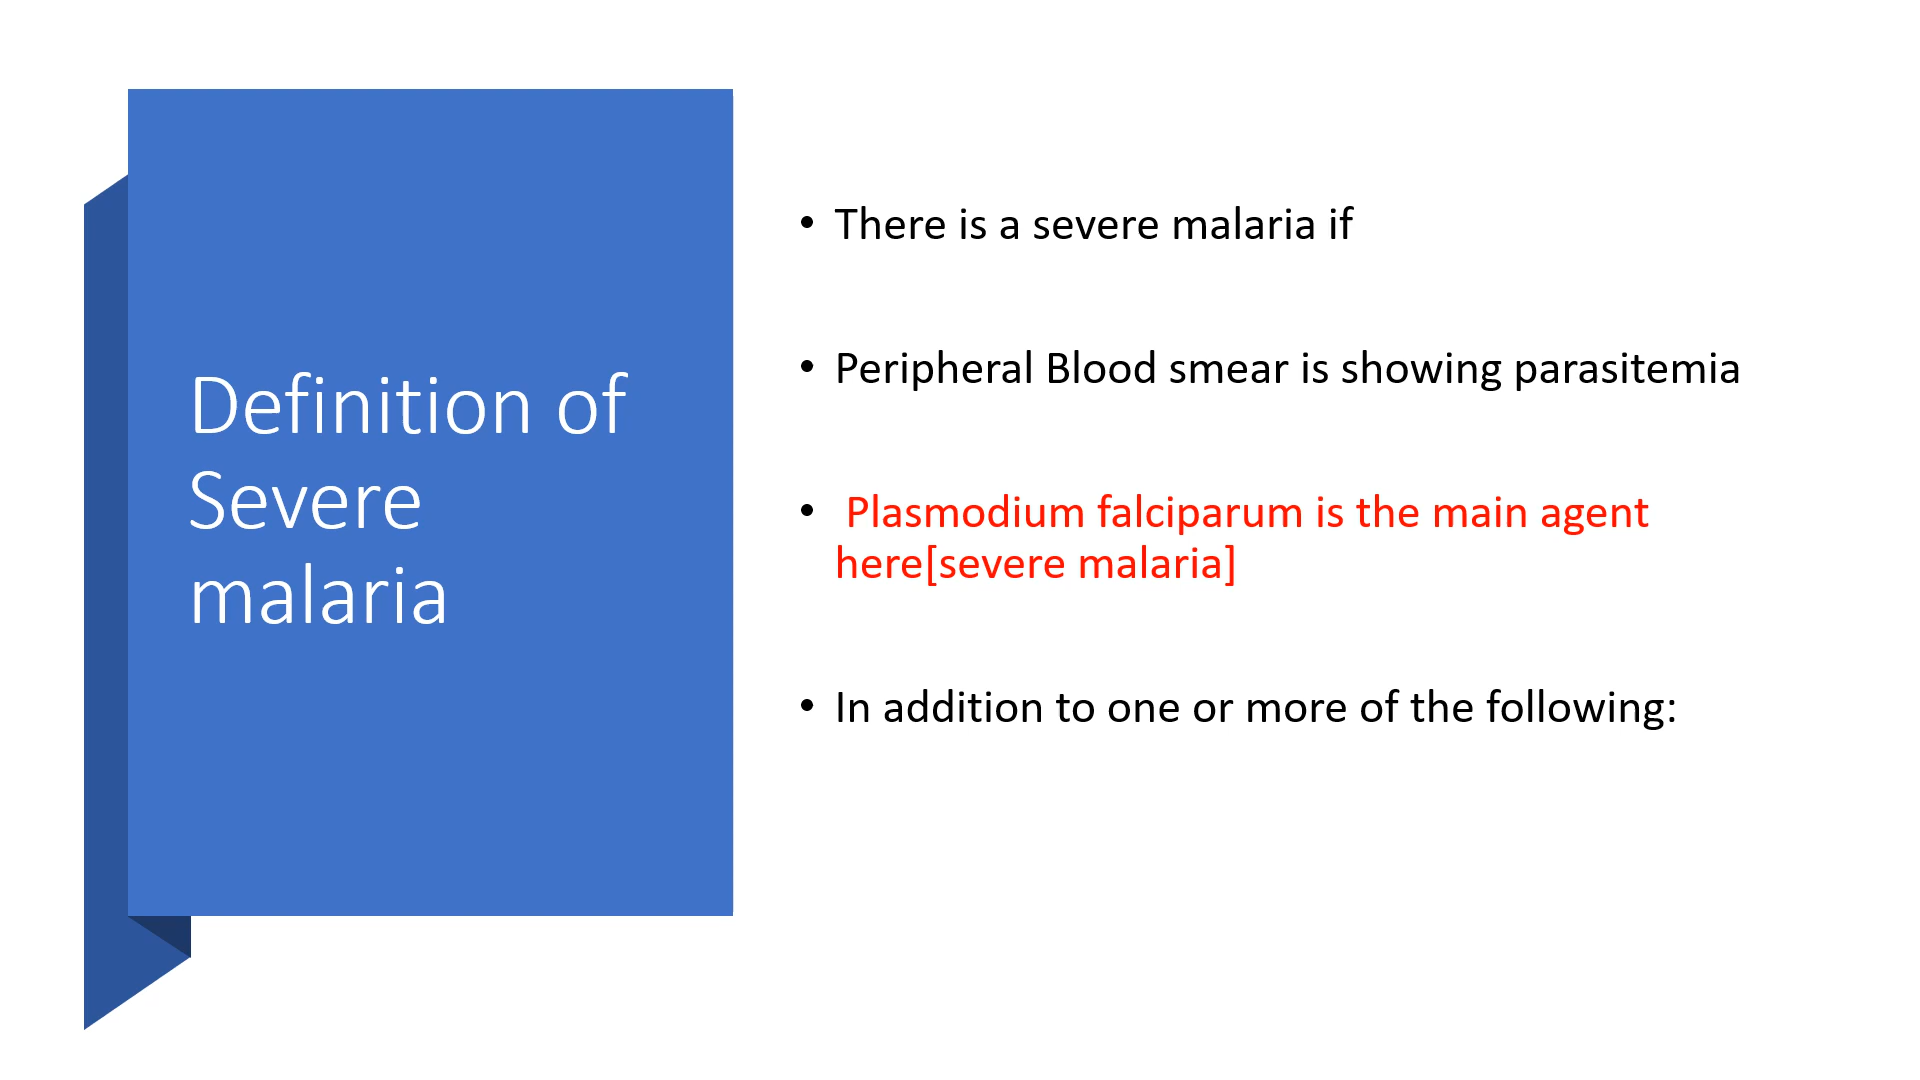 Definition of
Severe
malaria
• There is a severe malaria if
• Peripheral Blood smear is showing parasitemia
• Plasmodium falciparum is the main agent
here[severe malaria]
• In addition to one or more of the following: